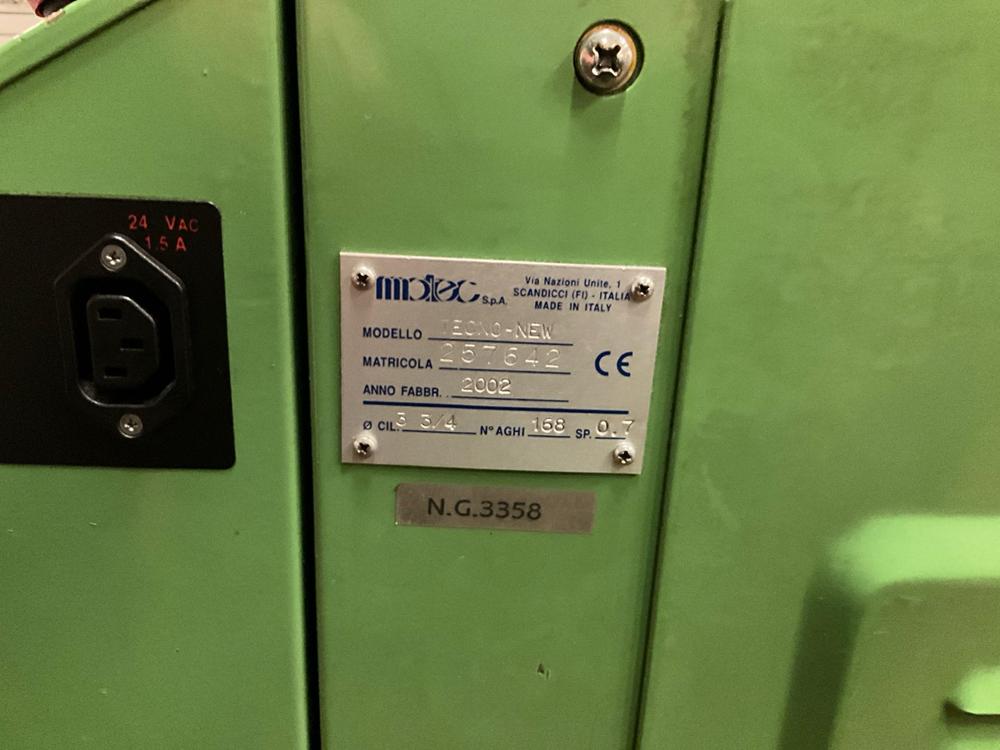 24 VAC
1.5 A
matec S.p.A.
Via Nazioni Unite, 1
SCANDICCI (FI) - ITALIA
MADE IN ITALY
MODELLO TECNO-NEW
MATRICOLA 257642
ANNO FABBR. 2002
CE
Ø CIL. 3 3/4 N° AGHI 168 SP. 0.7
N.G.3358